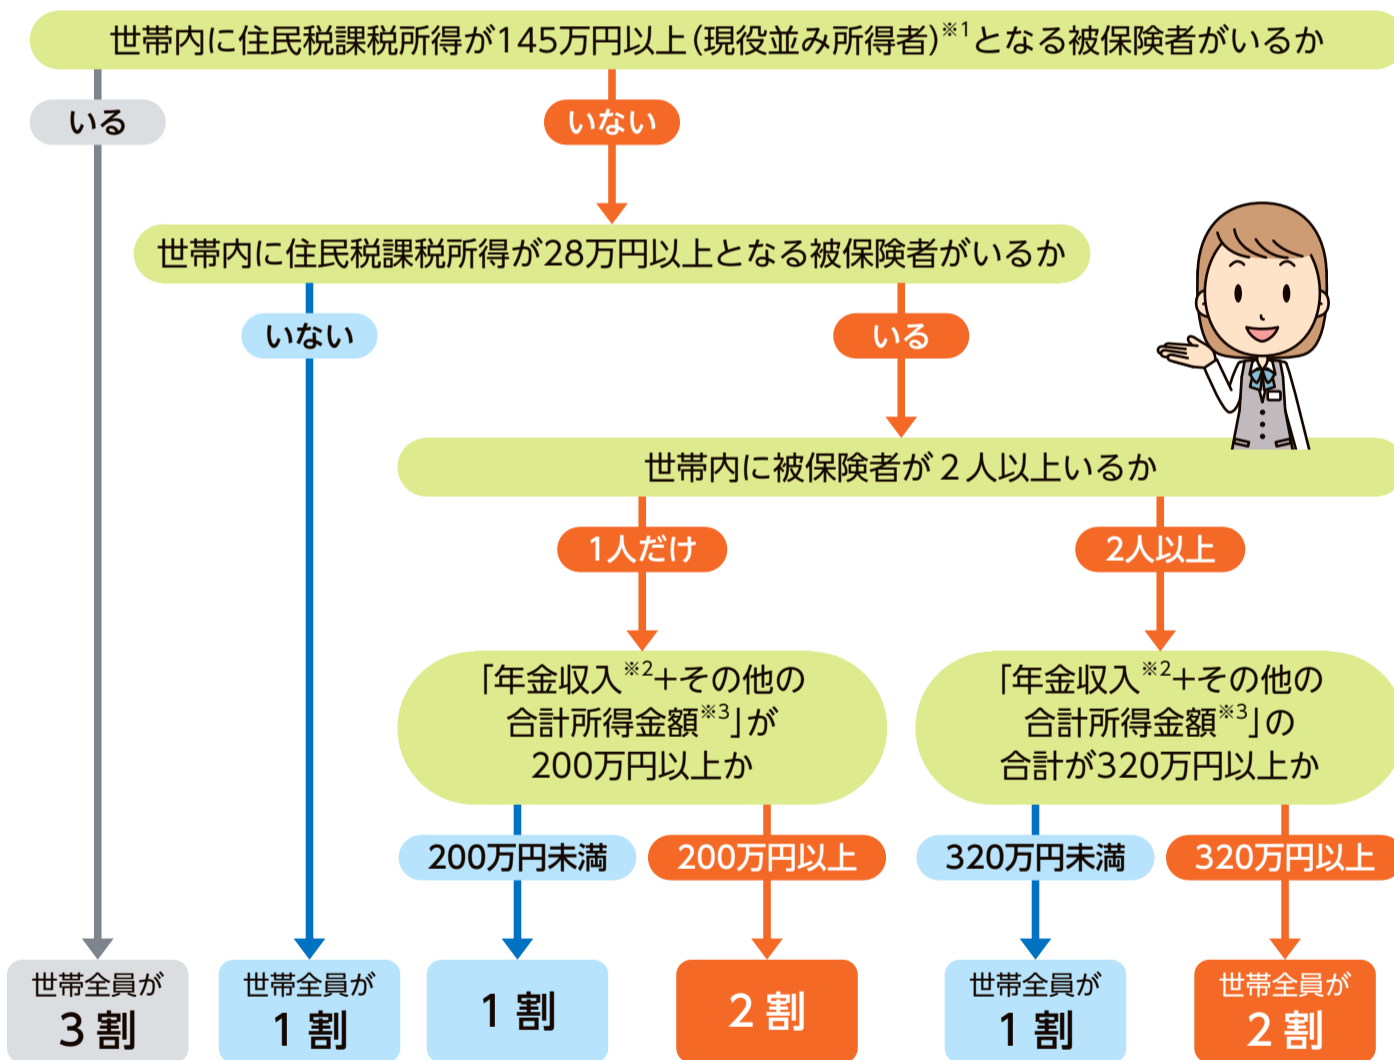 世帯内に住民税課税所得が145万円以上(現役並み所得者)※1となる被保険者がいるか
いる
いない
世帯内に住民税課税所得が28万円以上となる被保険者がいるか
いない
いる
世帯内に被保険者が2人以上いるか
1人だけ
2人以上
「年金収入※2+その他の
合計所得金額※3」が
200万円以上か
「年金収入※2+その他の
合計所得金額※3」の
合計が320万円以上か
200万円未満
200万円以上
320万円未満
320万円以上
世帯全員が
3割
世帯全員が
1割
1割
2割
世帯全員が
1割
世帯全員が
2割